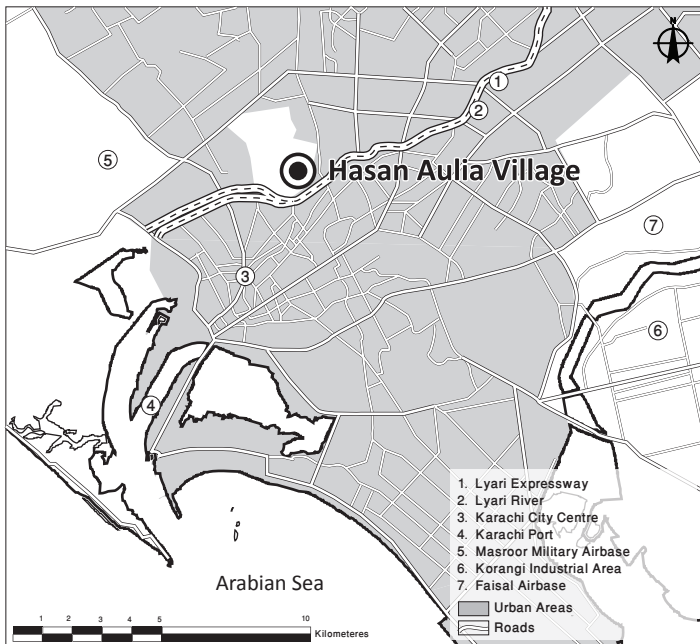 N
1
2
5
Hasan Aulia Village
7
3
6
4
1. Lyari Expressway
2. Lyari River
3. Karachi City Centre
4. Karachi Port
5. Masroor Military Airbase
6. Korangi Industrial Area
7. Faisal Airbase
Urban Areas
Roads
Arabian Sea
1 2 3 4 5 10
Kilometeres